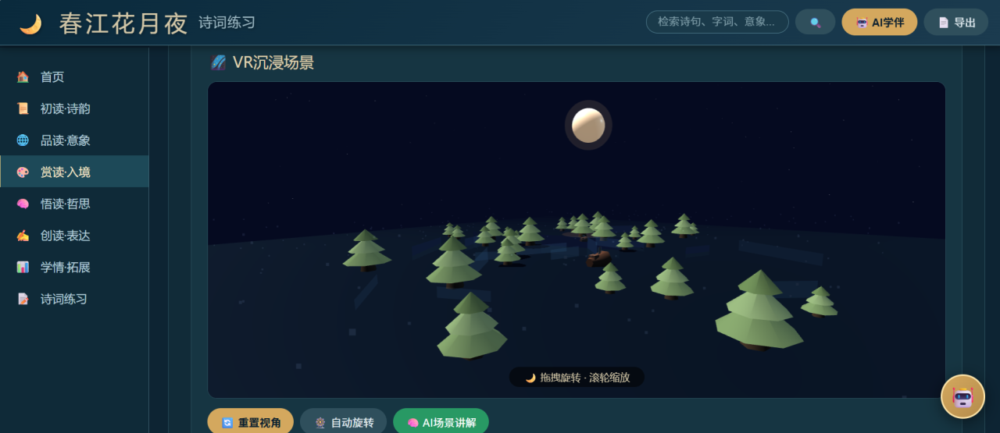 春江花月夜 诗词练习
检索诗句、字词、意象...
AI学伴
导出
首页
初读·诗韵
品读·意象
赏读·入境
悟读·哲思
创读·表达
学情·拓展
诗词练习
VR沉浸场景
拖拽旋转 · 滚轮缩放
重置视角
自动旋转
AI场景讲解